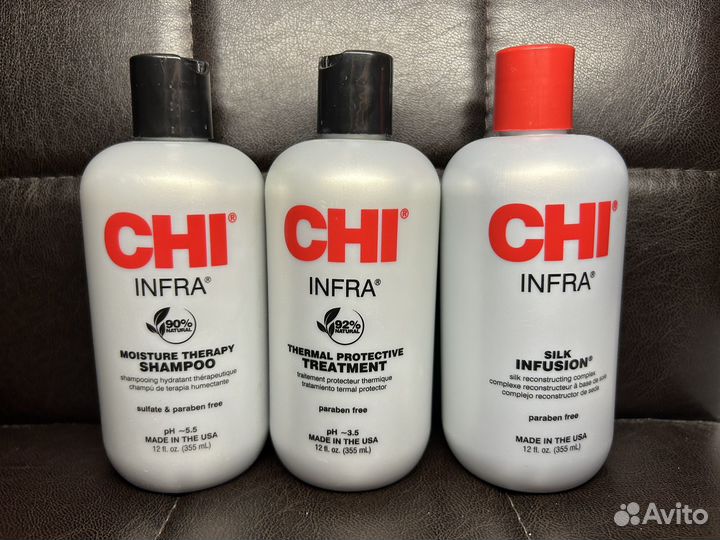 CHI®
INFRA®
90%
NATURAL
MOISTURE THERAPY
SHAMPOO
shampooing hydratant thérapeutique
champú de terapia humectante
sulfate & paraben free
pH ~5.5
MADE IN THE USA
12 fl. oz. (355 mL)
CHI®
INFRA®
92%
NATURAL
THERMAL PROTECTIVE
TREATMENT
traitement protecteur thermique
tratamiento termal protector
paraben free
pH ~3.5
MADE IN THE USA
12 fl. oz. (355 mL)
CHI®
INFRA®
SILK
INFUSION®
silk reconstructing complex
complexe reconstructeur à base de soie
complejo reconstructor de seda
paraben free
MADE IN THE USA
12 fl. oz. (355 mL)
Avito